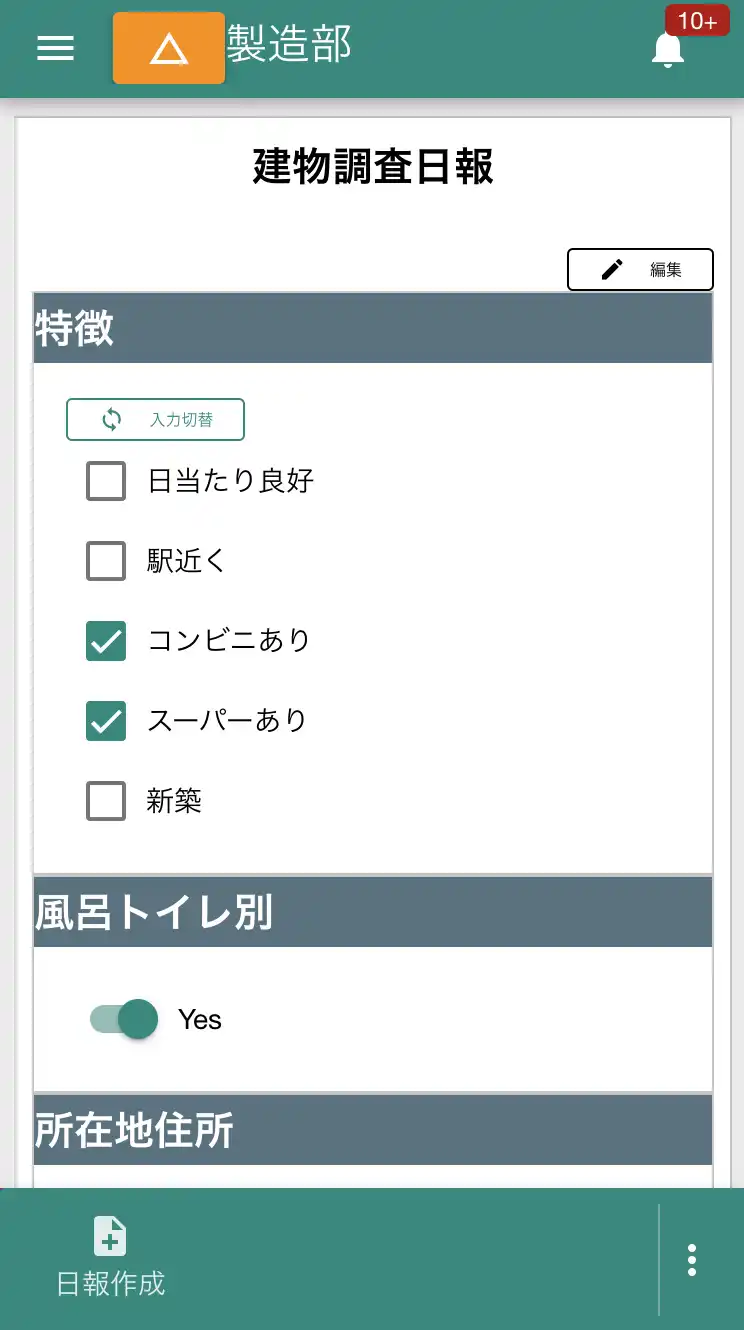 製造部
10+
建物調査日報
編集
特徴
入力切替
日当たり良好
駅近く
コンビニあり
スーパーあり
新築
風呂トイレ別
Yes
所在地住所
日報作成